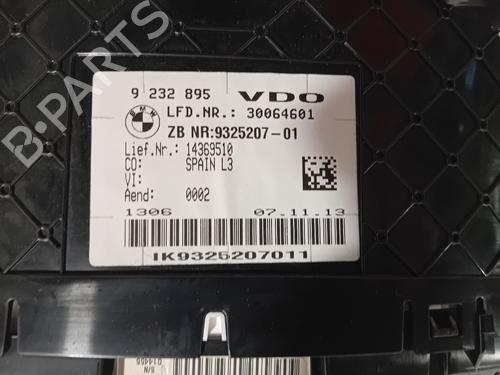 9 232 895 VDO
BMW
LFD.NR.: 30064601
ZB NR:9325207-01
Lief.Nr.: 14369510
CO: SPAIN L3
VI:
Aend: 0002
1306 07.11.13
IK9325207011
B-PARTS
S/N